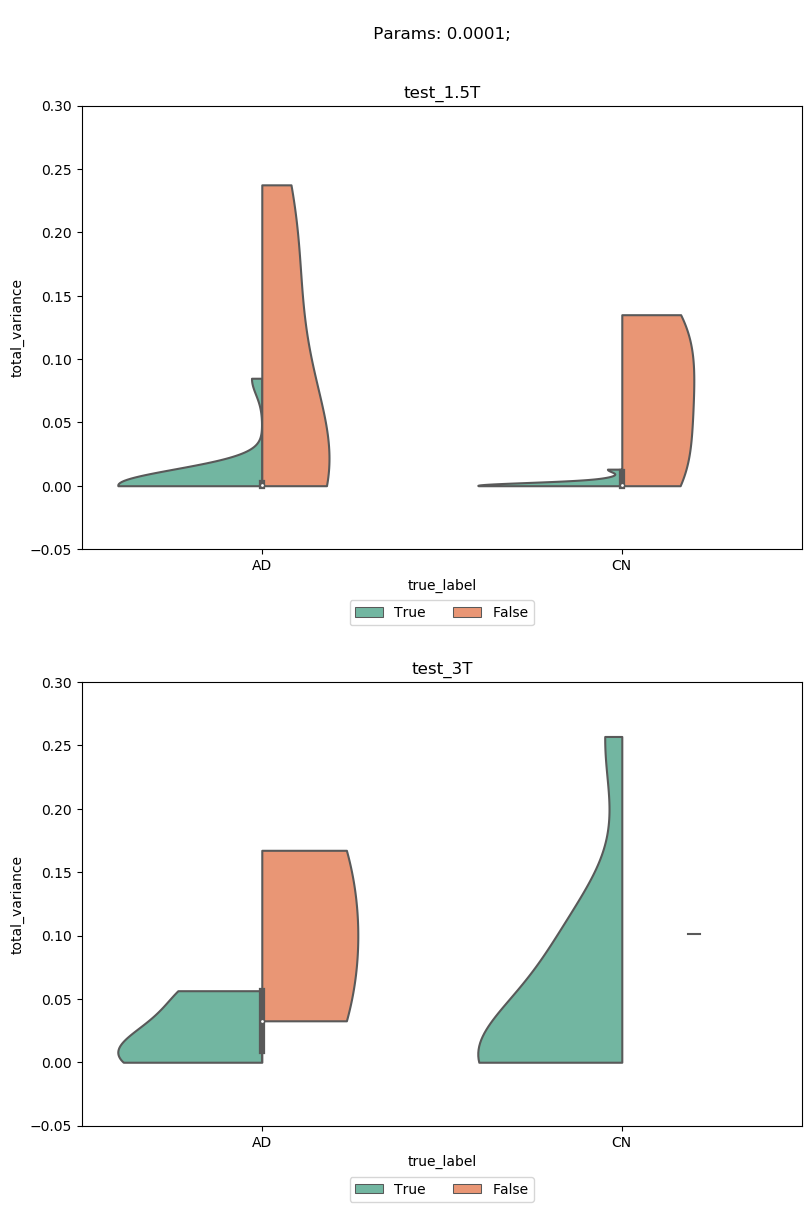 Params: 0.0001;
test_1.5T
0.30
0.25
0.20
0.15
0.10
0.05
0.00
−0.05
total_variance
AD CN
true_label
True False
test_3T
0.30
0.25
0.20
0.15
0.10
0.05
0.00
−0.05
total_variance
AD CN
true_label
True False